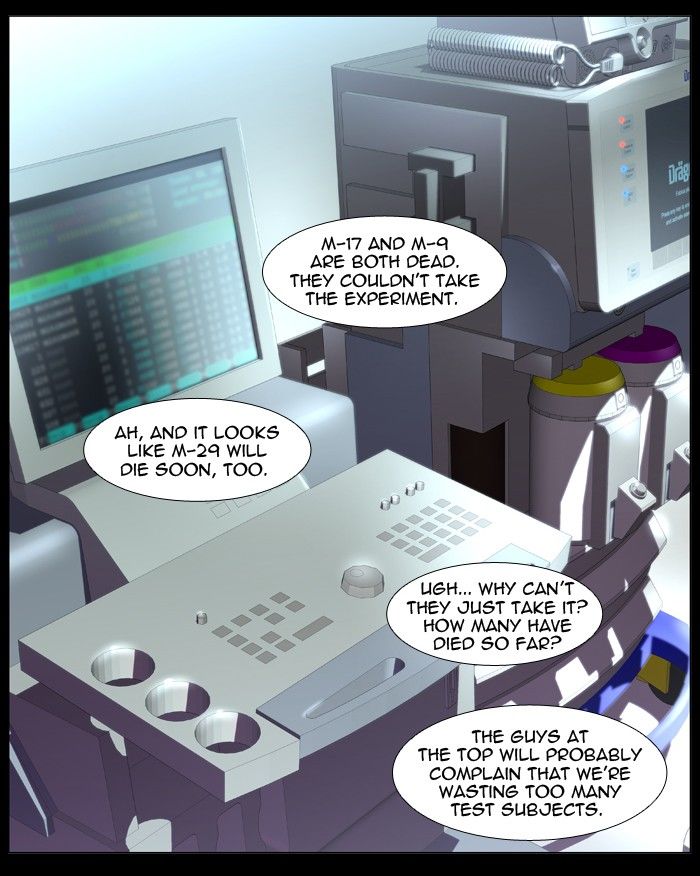 M-17 AND M-9
ARE BOTH DEAD.
THEY COULDN'T TAKE
THE EXPERIMENT.
AH, AND IT LOOKS
LIKE M-29 WILL
DIE SOON, TOO.
UGH... WHY CAN'T
THEY JUST TAKE IT?
HOW MANY HAVE
DIED SO FAR?
THE GUYS AT
THE TOP WILL PROBABLY
COMPLAIN THAT WE'RE
WASTING TOO MANY
TEST SUBJECTS.